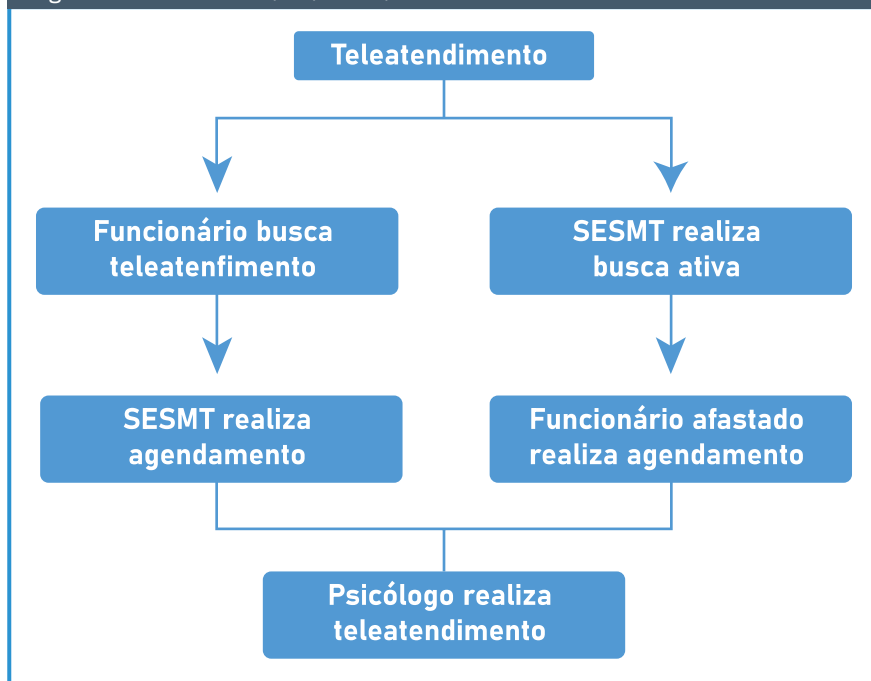 Teleatendimento
Funcionário busca
teleatenfimento
SESMT realiza
busca ativa
SESMT realiza
agendamento
Funcionário afastado
realiza agendamento
Psicólogo realiza
teleatendimento